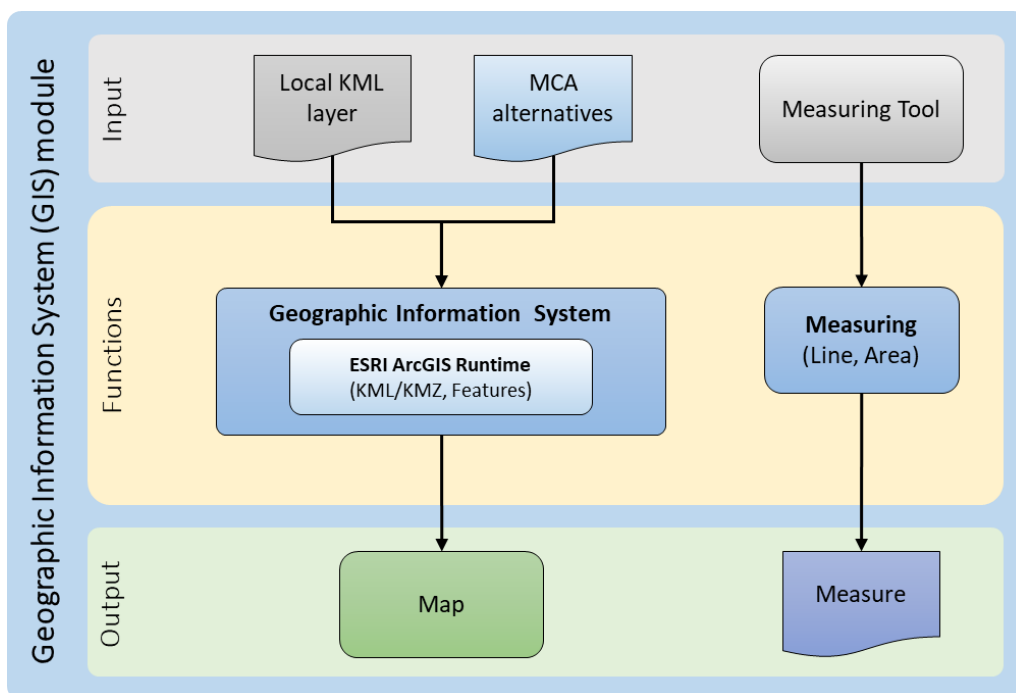 Geographic Information System (GIS) module
Input
Local KML
layer
MCA
alternatives
Measuring Tool
Functions
Geographic Information System
ESRI ArcGIS Runtime
(KML/KMZ, Features)
Measuring
(Line, Area)
Output
Map
Measure